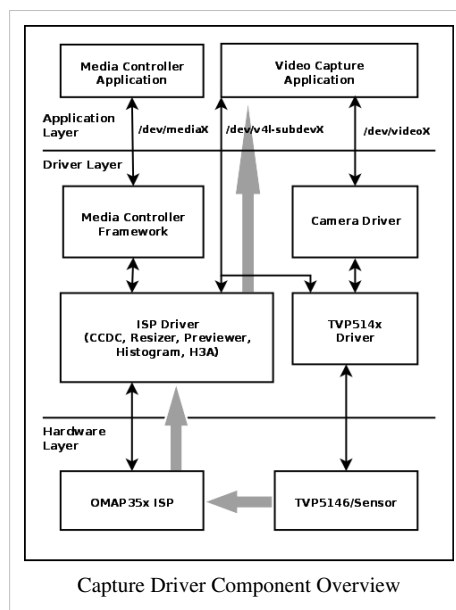 Media Controller
Application
Video Capture
Application
Application
Layer
/dev/mediaX
/dev/v4l-subdevX
/dev/videoX
Driver Layer
Media Controller
Framework
Camera Driver
ISP Driver
(CCDC, Resizer, Previewer,
Histogram, H3A)
TVP514x
Driver
Hardware
Layer
OMAP35x ISP
TVP5146/Sensor
Capture Driver Component Overview